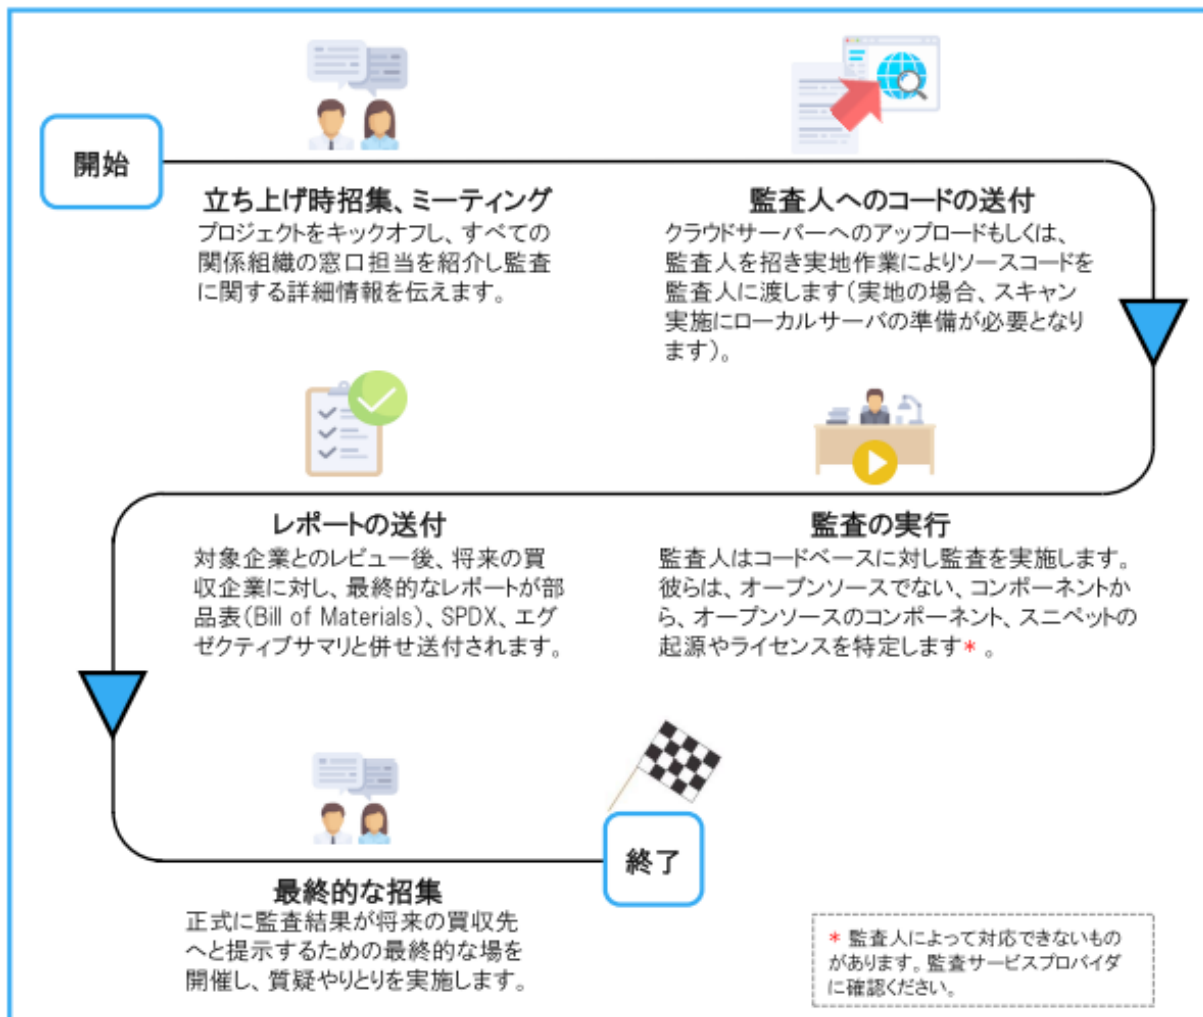 開始
立ち上げ時招集、ミーティング
プロジェクトをキックオフし、すべての
関係組織の窓口担当を紹介し監査
に関する詳細情報を伝えます。
監査人へのコードの送付
クラウドサーバーへのアップロードもしくは、
監査人を招き実地作業によりソースコードを
監査人に渡します(実地の場合、スキャン
実施にローカルサーバの準備が必要となり
ます)。
監査の実行
監査人はコードベースに対し監査を実施します。
彼らは、オープンソースでない、コンポーネントか
ら、オープンソースのコンポーネント、スニペットの
起源やライセンスを特定します* 。
レポートの送付
対象企業とのレビュー後、将来の買
収企業に対し、最終的なレポートが部
品表(Bill of Materials)、SPDX、エグ
ゼクティブサマリと併せ送付されます。
最終的な招集
正式に監査結果が将来の買収先
へと提示するための最終的な場を
開催し、質疑やりとりを実施します。
終了
* 監査人によって対応できないもの
があります。監査サービスプロバイダ
に確認ください。